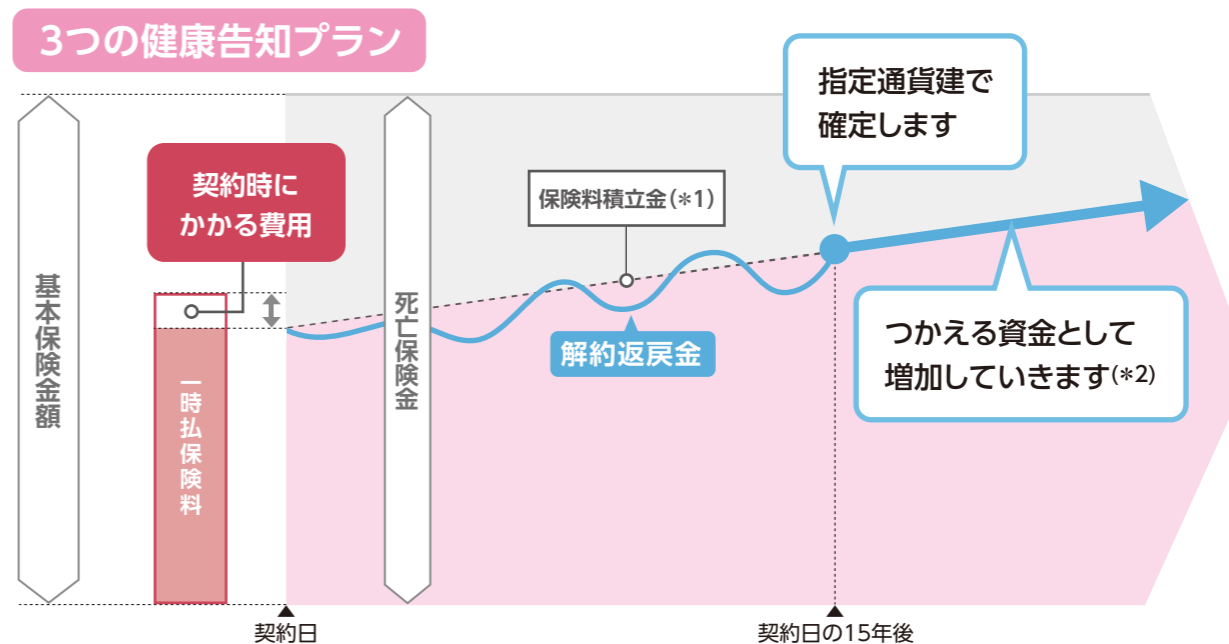 3つの健康告知プラン
指定通貨建で
確定します
契約時に
かかる費用
保険料積立金(*1)
基本保険金額
死亡保険金
一時払保険料
解約返戻金
つかえる資金として
増加していきます(*2)
契約日
契約日の15年後